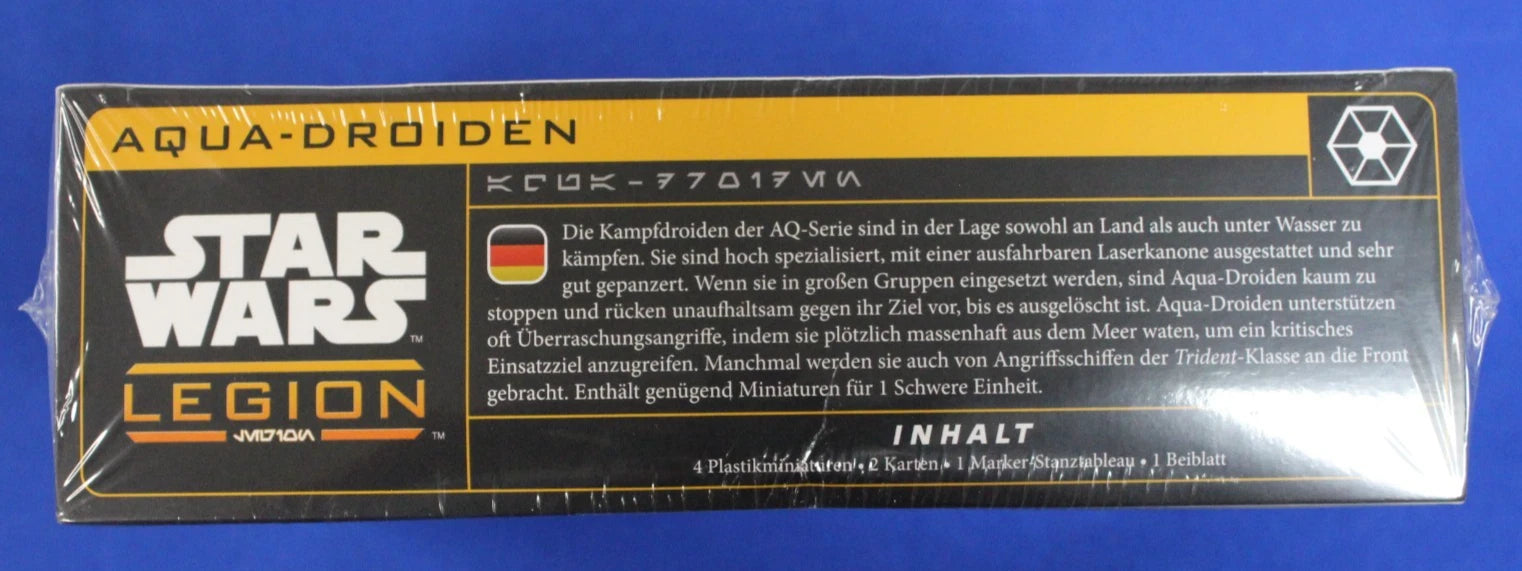 AQUA-DROIDEN
STAR
WARS
™
LEGION
™
Die Kampfdroiden der AQ-Serie sind in der Lage sowohl an Land als auch unter Wasser zu
kämpfen. Sie sind hoch spezialisiert, mit einer ausfahrbaren Laserkanone ausgestattet und sehr
gut gepanzert. Wenn sie in großen Gruppen eingesetzt werden, sind Aqua-Droiden kaum zu
stoppen und rücken unaufhaltsam gegen ihr Ziel vor, bis es ausgelöscht ist. Aqua-Droiden unterstützen
oft Überraschungsangriffe, indem sie plötzlich massenhaft aus dem Meer waten, um ein kritisches
Einsatzziel anzugreifen. Manchmal werden sie auch von Angriffsschiffen der Trident-Klasse an die Front
gebracht. Enthält genügend Miniaturen für 1 Schwere Einheit.
INHALT
4 Plastikminiaturen • 2 Karten • 1 Marker-Stanztableau • 1 Beiblatt